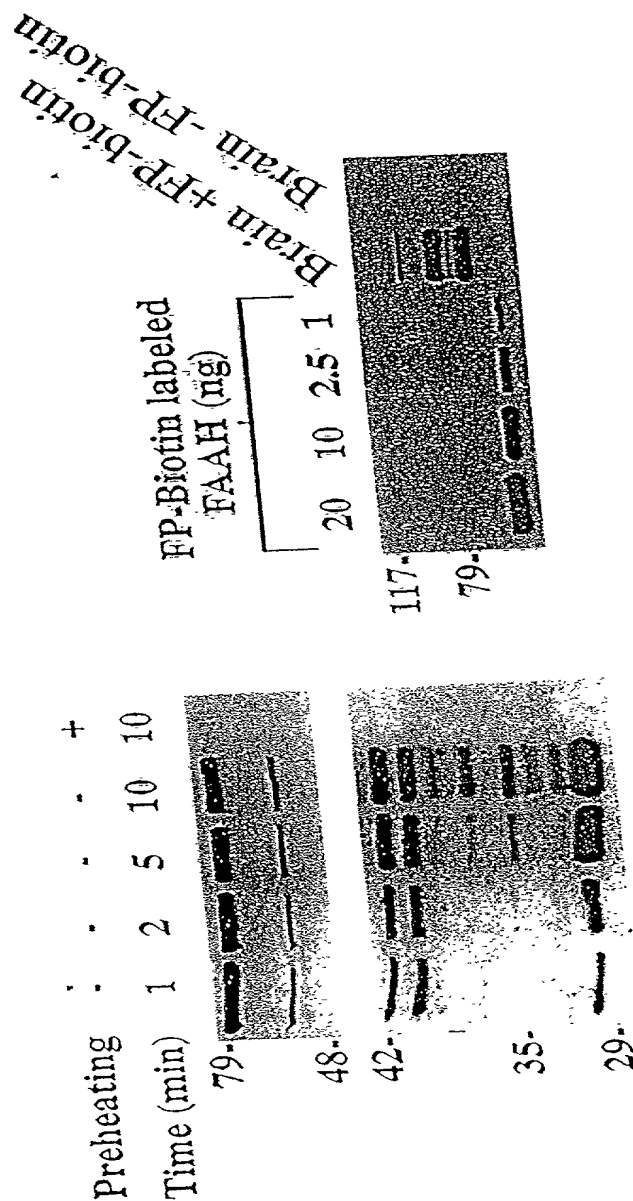 Preheating - - - - +
Time (min) 1 2 5 10 10
79-
48-
42-
35-
29-
FP-Biotin labeled
FAAH (ng)
20 10 2.5 1
Brain +FP-biotin
Brain -FP-biotin
117-
79-